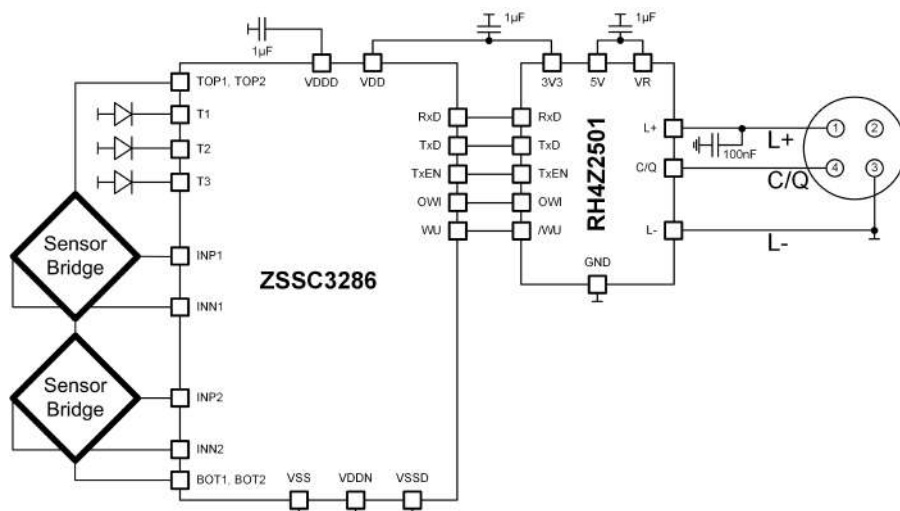 1µF
1µF
1µF
VDDD
VDD
3V3
5V
VR
TOP1, TOP2
T1
T2
T3
INP1
INN1
INP2
INN2
BOT1, BOT2
Sensor
Bridge
Sensor
Bridge
ZSSC3286
RxD
TxD
TxEN
OWI
WU
VSS
VDDN
VSSD
RxD
TxD
TxEN
OWI
/WU
RH4Z2501
GND
L+
C/Q
L-
100nF
L+
C/Q
L-
1
2
4
3